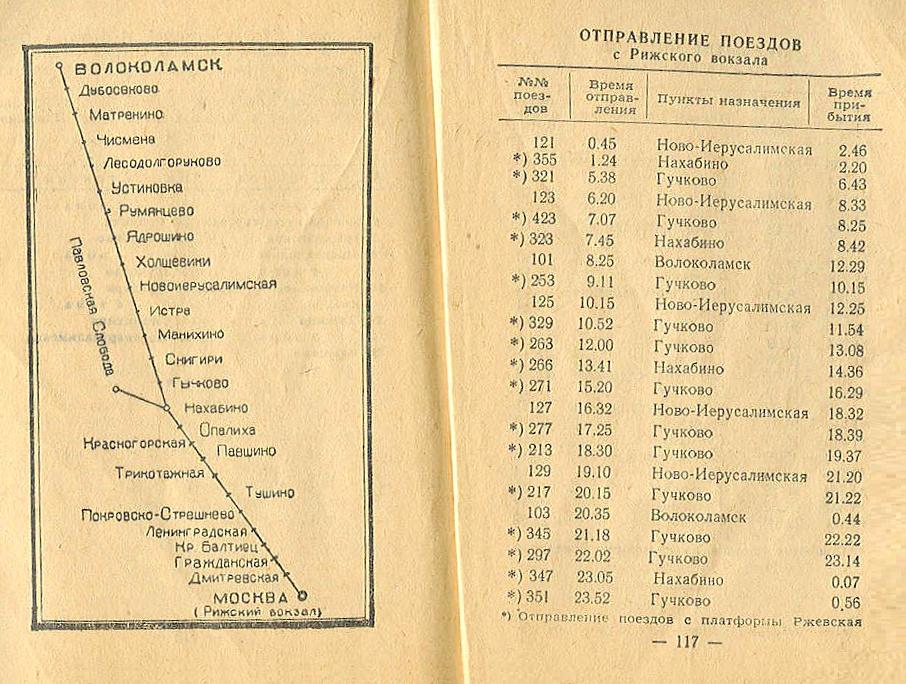 ВОЛОКОЛАМСК
Дубосеково
Матренино
Чисмена
Лесодолгоруково
Устиновка
Румянцево
Ядрошино
Холщевики
Новоиерусалимская
Истра
Манихино
Снигири
Гучково
Павловская Слобода
Нахабино
Опалиха
Красногорская
Павшино
Трикотажная
Тушино
Покровско-Стрешнево
Ленинградская
Кр. Балтиец
Гражданская
Дмитревская
МОСКВА
(Рижский вокзал)
ОТПРАВЛЕНИЕ ПОЕЗДОВ
с Рижского вокзала
№№ поез-дов Время отправ-ления Пункты назначения Время при-бытия
121 0.45 Ново-Иерусалимская 2.46
*) 355 1.24 Нахабино 2.20
*) 321 5.38 Гучково 6.43
123 6.20 Ново-Иерусалимская 8.33
*) 423 7.07 Гучково 8.25
*) 323 7.45 Нахабино 8.42
101 8.25 Волоколамск 12.29
*) 253 9.11 Гучково 10.15
125 10.15 Ново-Иерусалимская 12.25
*) 329 10.52 Гучково 11.54
*) 263 12.00 Гучково 13.08
*) 266 13.41 Нахабино 14.36
*) 271 15.20 Гучково 16.29
127 16.32 Ново-Иерусалимская 18.32
*) 277 17.25 Гучково 18.39
*) 213 18.30 Гучково 19.37
129 19.10 Ново-Иерусалимская 21.20
*) 217 20.15 Гучково 21.22
103 20.35 Волоколамск 0.44
*) 345 21.18 Гучково 22.22
*) 297 22.02 Гучково 23.14
*) 347 23.05 Нахабино 0.07
*) 351 23.52 Гучково 0.56
*) Отправление поездов с платформы Ржевская
— 117 —